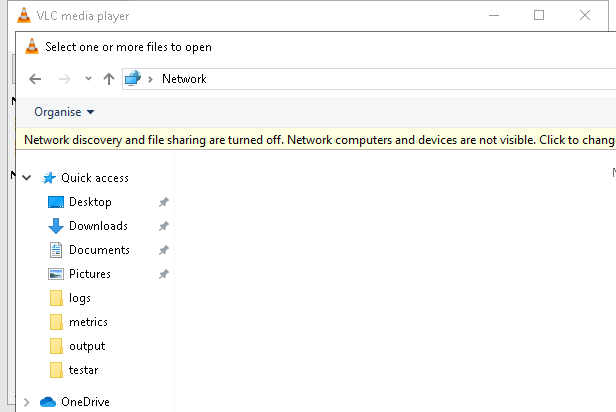 VLC media player
Select one or more files to open
Network
Organise
Network discovery and file sharing are turned off. Network computers and devices are not visible. Click to chang
Quick access
Desktop
Downloads
Documents
Pictures
logs
metrics
output
testar
OneDrive